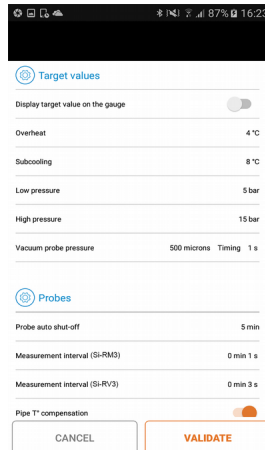 87% 16:23
Target values
Display target value on the gauge
Overheat 4 °C
Subcooling 8 °C
Low pressure 5 bar
High pressure 15 bar
Vacuum probe pressure 500 microns Timing 1 s
Probes
Probe auto shut-off 5 min
Measurement interval (Si-RM3) 0 min 1 s
Measurement interval (Si-RV3) 0 min 3 s
Pipe T° compensation
CANCEL VALIDATE